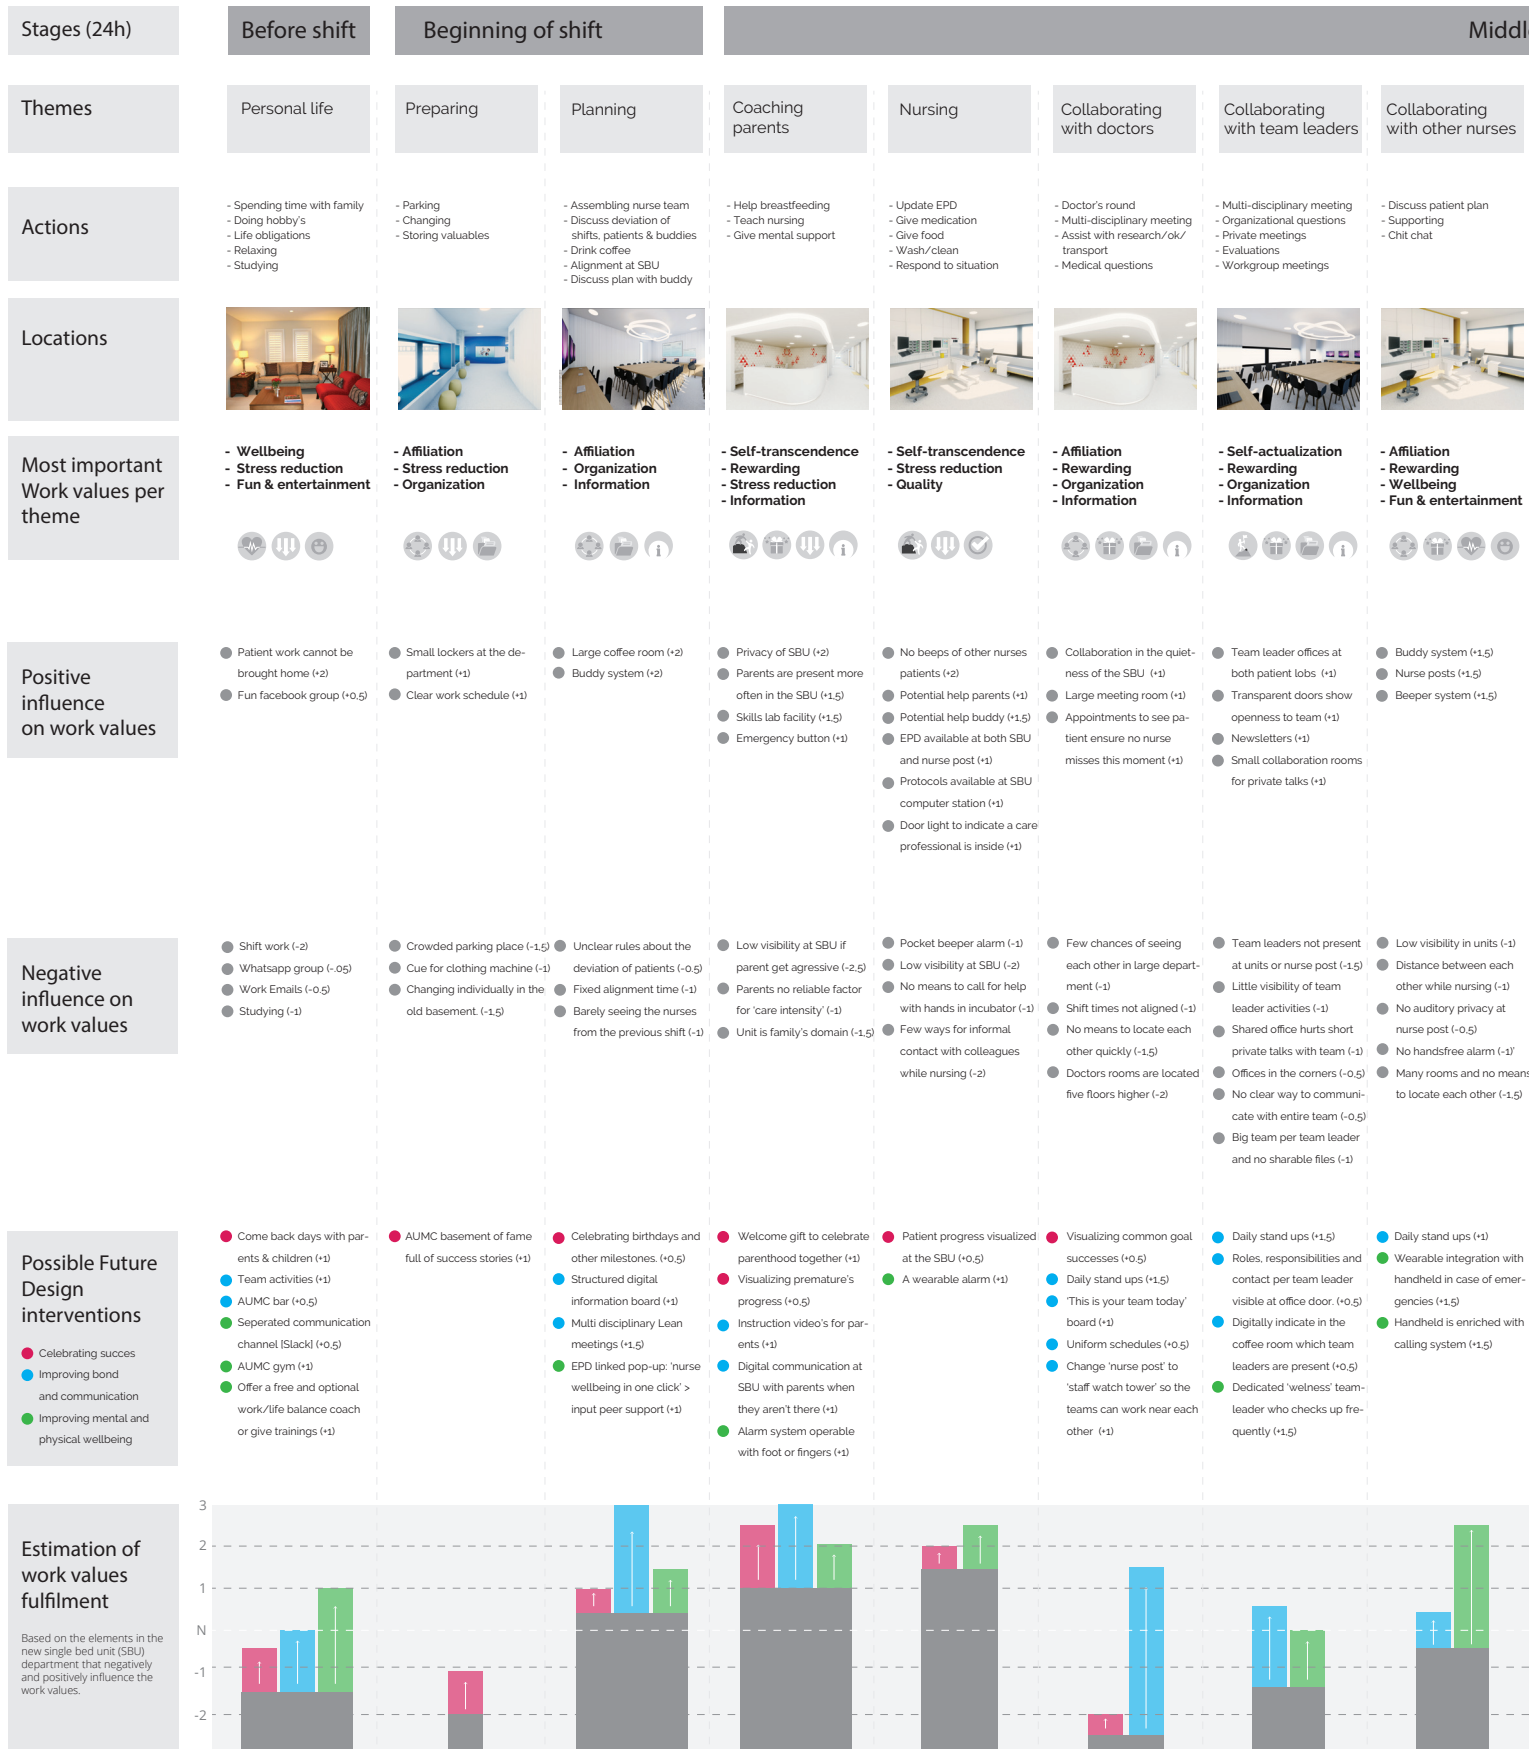 Stages (24h)
Before shift
Beginning of shift
Middle
Themes
Personal life
Preparing
Planning
Coaching
parents
Nursing
Collaborating
with doctors
Collaborating
with team leaders
Collaborating
with other nurses
Actions
- Spending time with family
- Doing hobby's
- Life obligations
- Relaxing
- Studying
- Parking
- Changing
- Storing valuables
- Assembling nurse team
- Discuss deviation of
shifts, patients & buddies
- Drink coffee
- Alignment at SBU
- Discuss plan with buddy
- Help breastfeeding
- Teach nursing
- Give mental support
- Update EPD
- Give medication
- Give food
- Wash/clean
- Respond to situation
- Doctor's round
- Multi-disciplinary meeting
- Assist with research/ok/
transport
- Medical questions
- Multi-disciplinary meeting
- Organizational questions
- Private meetings
- Evaluations
- Workgroup meetings
- Discuss patient plan
- Supporting
- Chit chat
Locations
Most important
Work values per
theme
- Wellbeing
- Stress reduction
- Fun & entertainment
- Affiliation
- Stress reduction
- Organization
- Affiliation
- Organization
- Information
- Self-transcendence
- Rewarding
- Stress reduction
- Information
- Self-transcendence
- Stress reduction
- Quality
- Affiliation
- Rewarding
- Organization
- Information
- Self-actualization
- Rewarding
- Organization
- Information
- Affiliation
- Rewarding
- Wellbeing
- Fun & entertainment
Positive
influence
on work values
Patient work cannot be
brought home (+2)
Fun facebook group (+0,5)
Small lockers at the de-
partment (+1)
Clear work schedule (+1)
Large coffee room (+2)
Buddy system (+2)
Privacy of SBU (+2)
Parents are present more
often in the SBU (+1,5)
Skills lab facility (+1,5)
Emergency button (+1)
No beeps of other nurses
patients (+2)
Potential help parents (+1)
Potential help buddy (+1,5)
EPD available at both SBU
and nurse post (+1)
Protocols available at SBU
computer station (+1)
Door light to indicate a care
professional is inside (+1)
Collaboration in the quiet-
ness of the SBU (+1)
Large meeting room (+1)
Appointments to see pa-
tient ensure no nurse
misses this moment (+1)
Team leader offices at
both patient lobs (+1)
Transparent doors show
openness to team (+1)
Newsletters (+1)
Small collaboration rooms
for private talks (+1)
Buddy system (+1,5)
Nurse posts (+1,5)
Beeper system (+1,5)
Negative
influence on
work values
Shift work (-2)
Whatsapp group (-.05)
Work Emails (-0.5)
Studying (-1)
Crowded parking place (-1,5)
Cue for clothing machine (-1)
Changing individually in the
old basement. (-1,5)
Unclear rules about the
deviation of patients (-0.5)
Fixed alignment time (-1)
Barely seeing the nurses
from the previous shift (-1)
Low visibility at SBU if
parent get agressive (-2,5)
Parents no reliable factor
for 'care intensity' (-1)
Unit is family's domain (-1,5)
Pocket beeper alarm (-1)
Low visibility at SBU (-2)
No means to call for help
with hands in incubator (-1)
Few ways for informal
contact with colleagues
while nursing (-2)
Few chances of seeing
each other in large depart-
ment (-1)
Shift times not aligned (-1)
No means to locate each
other quickly (-1,5)
Doctors rooms are located
five floors higher (-2)
Team leaders not present
at units or nurse post (-1,5)
Little visibility of team
leader activities (-1)
Shared office hurts short
private talks with team (-1)
Offices in the corners (-0,5)
No clear way to communi-
cate with entire team (-0,5)
Big team per team leader
and no sharable files (-1)
Low visibility in units (-1)
Distance between each
other while nursing (-1)
No auditory privacy at
nurse post (-0,5)
No handsfree alarm (-1)'
Many rooms and no means
to locate each other (-1,5)
Possible Future
Design
interventions
Celebrating succes
Improving bond
and communication
Improving mental and
physical wellbeing
Come back days with par-
ents & children (+1)
Team activities (+1)
AUMC bar (+0,5)
Seperated communication
channel [Slack] (+0,5)
AUMC gym (+1)
Offer a free and optional
work/life balance coach
or give trainings (+1)
AUMC basement of fame
full of success stories (+1)
Celebrating birthdays and
other milestones. (+0,5)
Structured digital
information board (+1)
Multi disciplinary Lean
meetings (+1,5)
EPD linked pop-up: 'nurse
wellbeing in one click' >
input peer support (+1)
Welcome gift to celebrate
parenthood together (+1)
Visualizing premature's
progress (+0,5)
Instruction video's for par-
ents (+1)
Digital communication at
SBU with parents when
they aren't there (+1)
Alarm system operable
with foot or fingers (+1)
Patient progress visualized
at the SBU (+0,5)
A wearable alarm (+1)
Visualizing common goal
successes (+0.5)
Daily stand ups (+1,5)
'This is your team today'
board (+1)
Uniform schedules (+0.5)
Change 'nurse post' to
'staff watch tower' so the
teams can work near each
other (+1)
Daily stand ups (+1,5)
Roles, responsibilities and
contact per team leader
visible at office door. (+0,5)
Digitally indicate in the
coffee room which team
leaders are present (+0,5)
Dedicated 'welness' team-
leader who checks up fre-
quently (+1,5)
Daily stand ups (+1)
Wearable integration with
handheld in case of emer-
gencies (+1,5)
Handheld is enriched with
calling system (+1,5)
Estimation of
work values
fulfilment
Based on the elements in the
new single bed unit (SBU)
department that negatively
and positively influence the
work values.
3
2
1
N
-1
-2